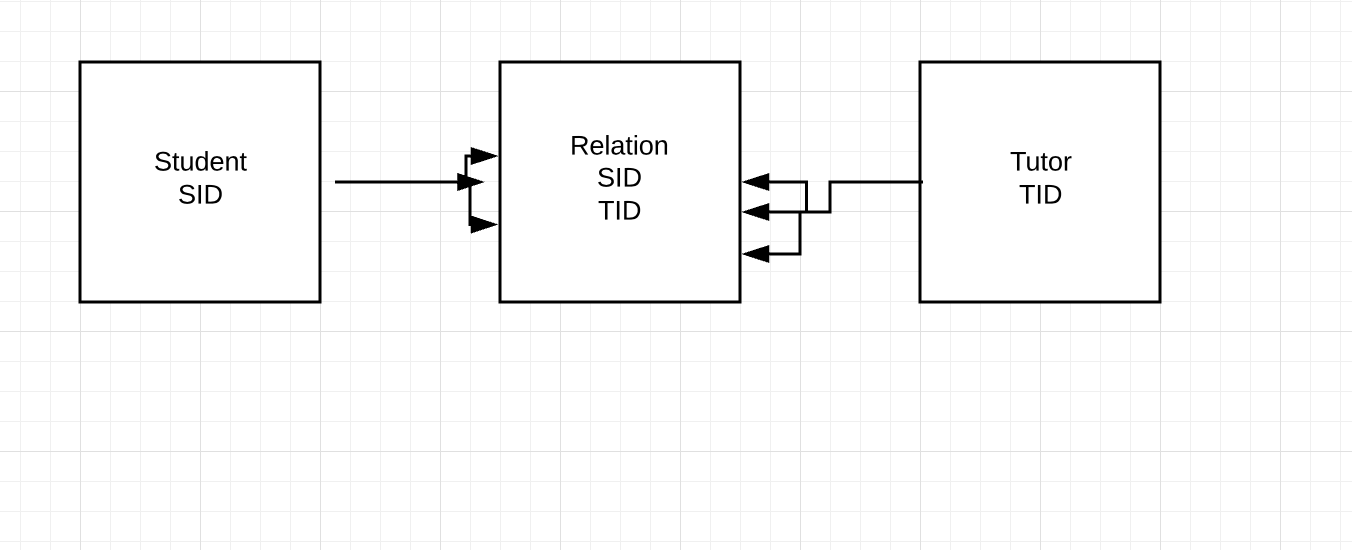 Student
SID
Relation
SID
TID
Tutor
TID